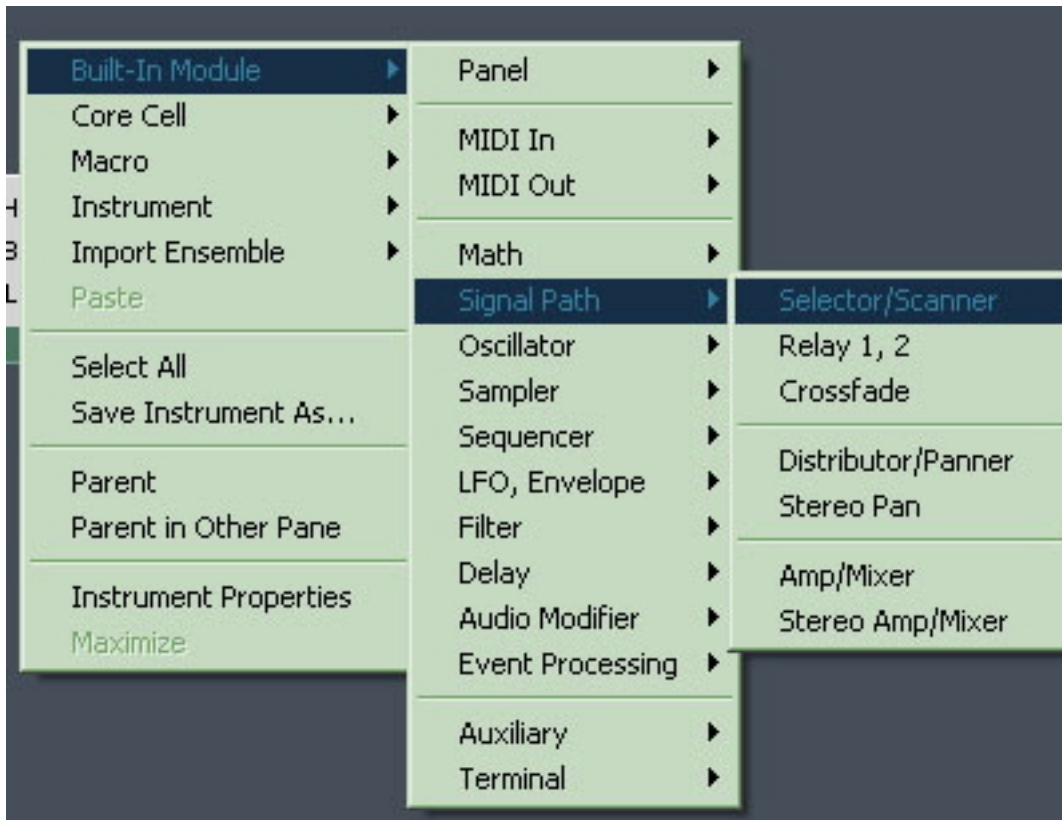 Built-In Module
Core Cell
Macro
Instrument
Import Ensemble
Paste
Select All
Save Instrument As...
Parent
Parent in Other Pane
Instrument Properties
Maximize
Panel
MIDI In
MIDI Out
Math
Signal Path
Oscillator
Sampler
Sequencer
LFO, Envelope
Filter
Delay
Audio Modifier
Event Processing
Auxiliary
Terminal
Selector/Scanner
Relay 1, 2
Crossfade
Distributor/Panner
Stereo Pan
Amp/Mixer
Stereo Amp/Mixer
H
B
L